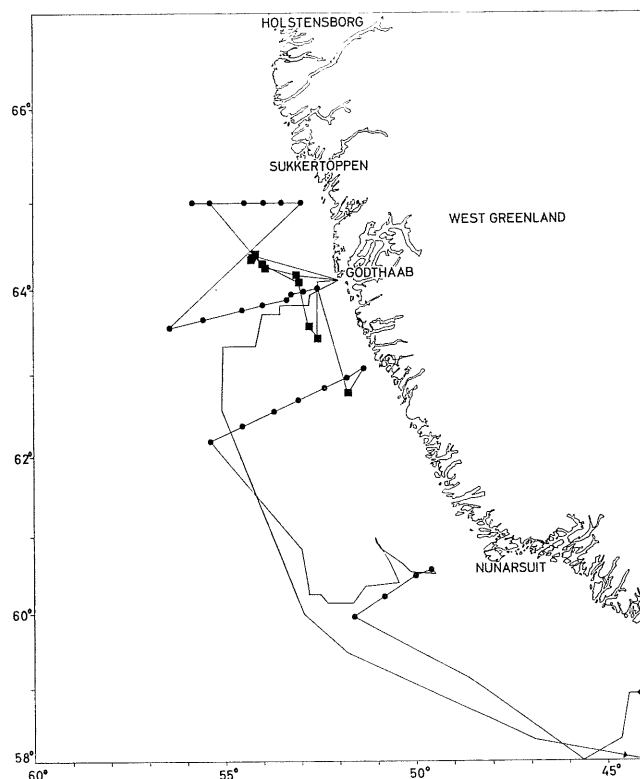 HOLSTENSBORG
66°
SUKKERTOPPEN
WEST GREENLAND
GODTHAAB
64°
62°
NUNARSUIT
60°
58°
60°
55°
50°
45°